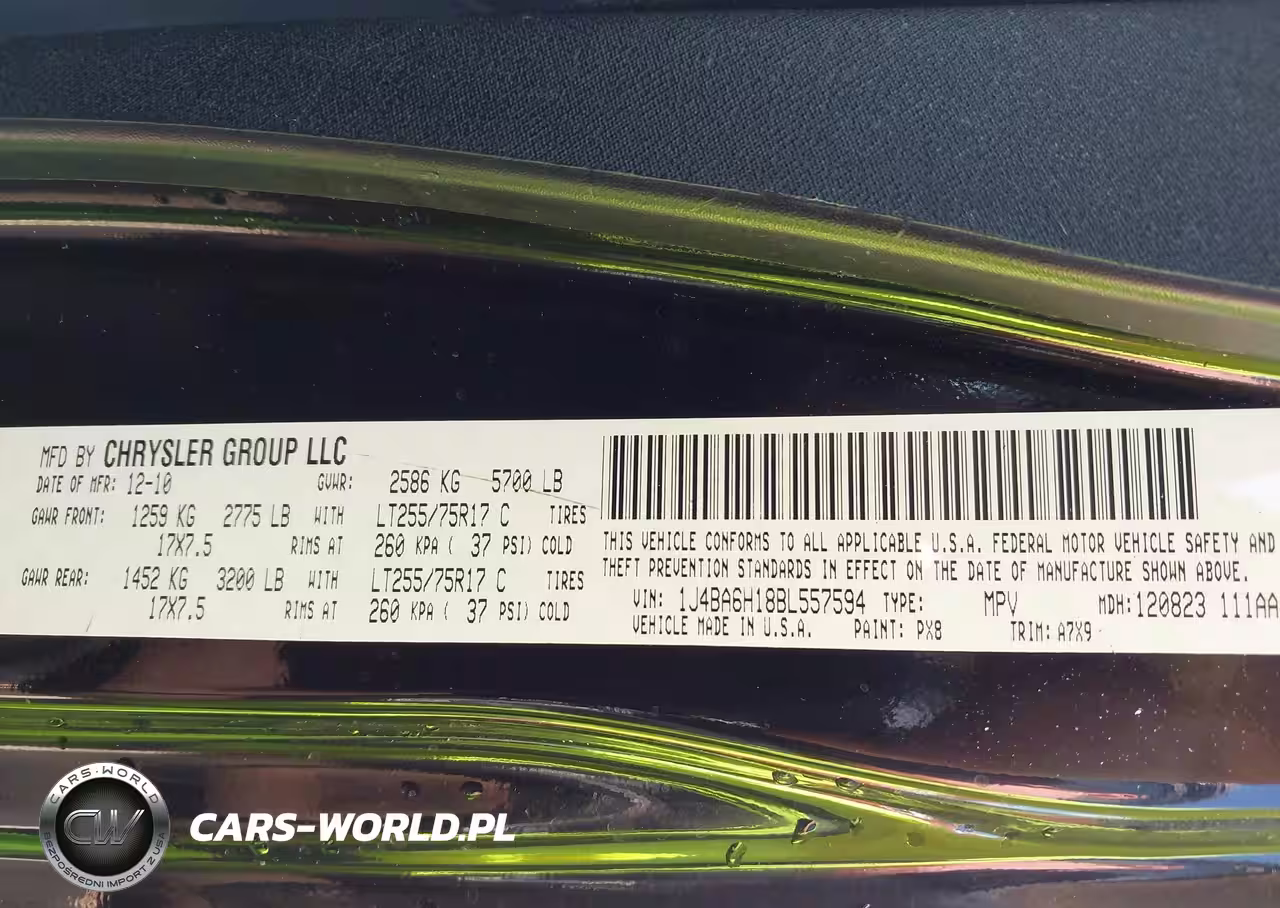 MFD BY CHRYSLER GROUP LLC
DATE OF MFR: 12-10 GVWR: 2586 KG 5700 LB
GAWR FRONT: 1259 KG 2775 LB WITH LT255/75R17 C TIRES
17X7.5 RIMS AT 260 KPA ( 37 PSI) COLD
GAWR REAR: 1452 KG 3200 LB WITH LT255/75R17 C TIRES
17X7.5 RIMS AT 260 KPA ( 37 PSI) COLD
THIS VEHICLE CONFORMS TO ALL APPLICABLE U.S.A. FEDERAL MOTOR VEHICLE SAFETY AND
THEFT PREVENTION STANDARDS IN EFFECT ON THE DATE OF MANUFACTURE SHOWN ABOVE.
VIN: 1J4BA6H18BL557594 TYPE: MPV MDH:120823 111AA
VEHICLE MADE IN U.S.A. PAINT: PX8 TRIM: A7X9
CARS-WORLD
CW
BEZPOSREDNI IMPORT Z USA
CARS-WORLD.PL